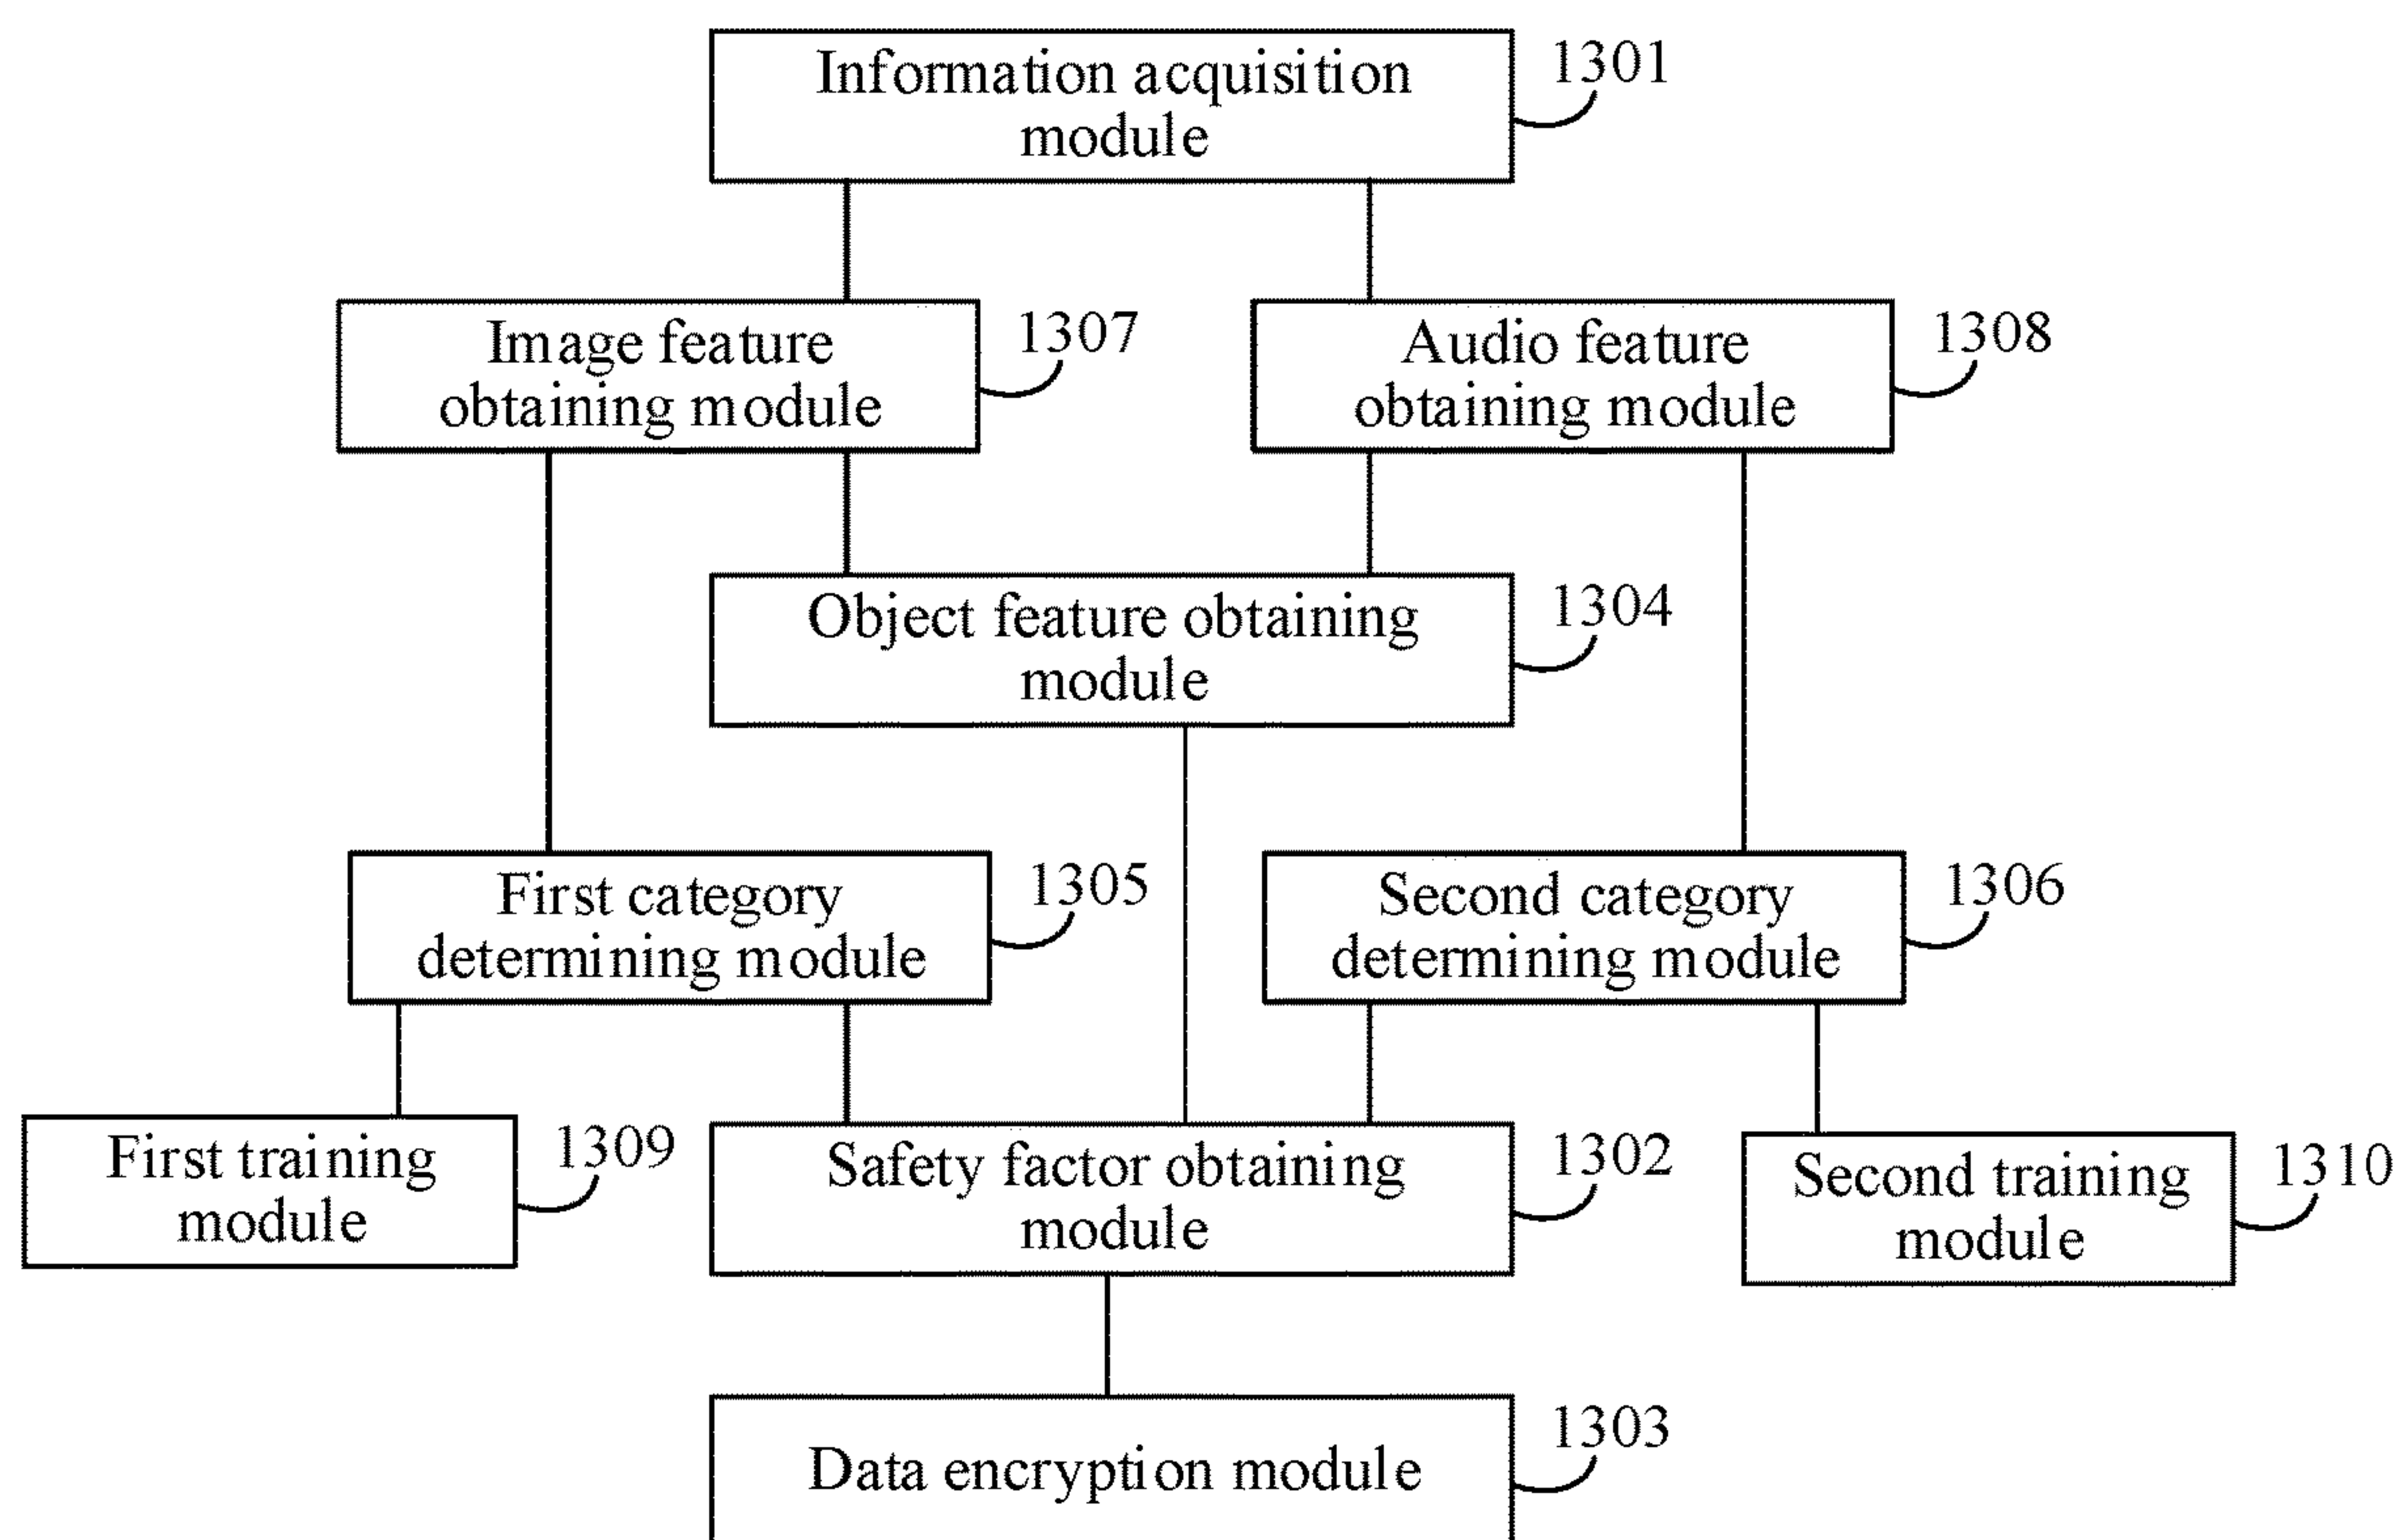 Information acquisition
module
1301
Image feature
obtaining module
1307
Audio feature
obtaining module
1308
Object feature obtaining
module
1304
First category
determining module
1305
Second category
determining module
1306
First training
module
1309
Safety factor obtaining
module
1302
Second training
module
1310
Data encryption module
1303